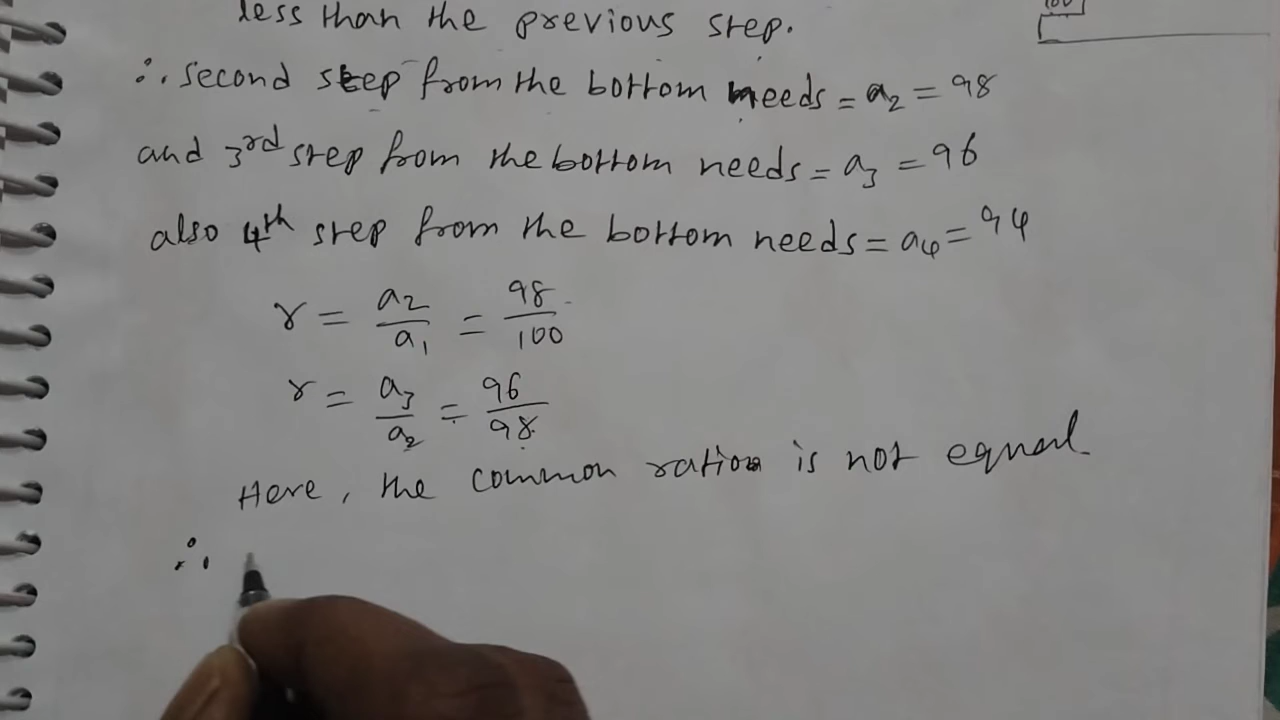 less than the previous step.
∴ second step from the bottom needs = a₂ = 98
and 3rd step from the bottom needs = a₃ = 96
also 4th step from the bottom needs = a₄ = 94
r = a₂/a₁ = 98/100
r = a₃/a₂ = 96/98
Here, the common ration is not equal
∴